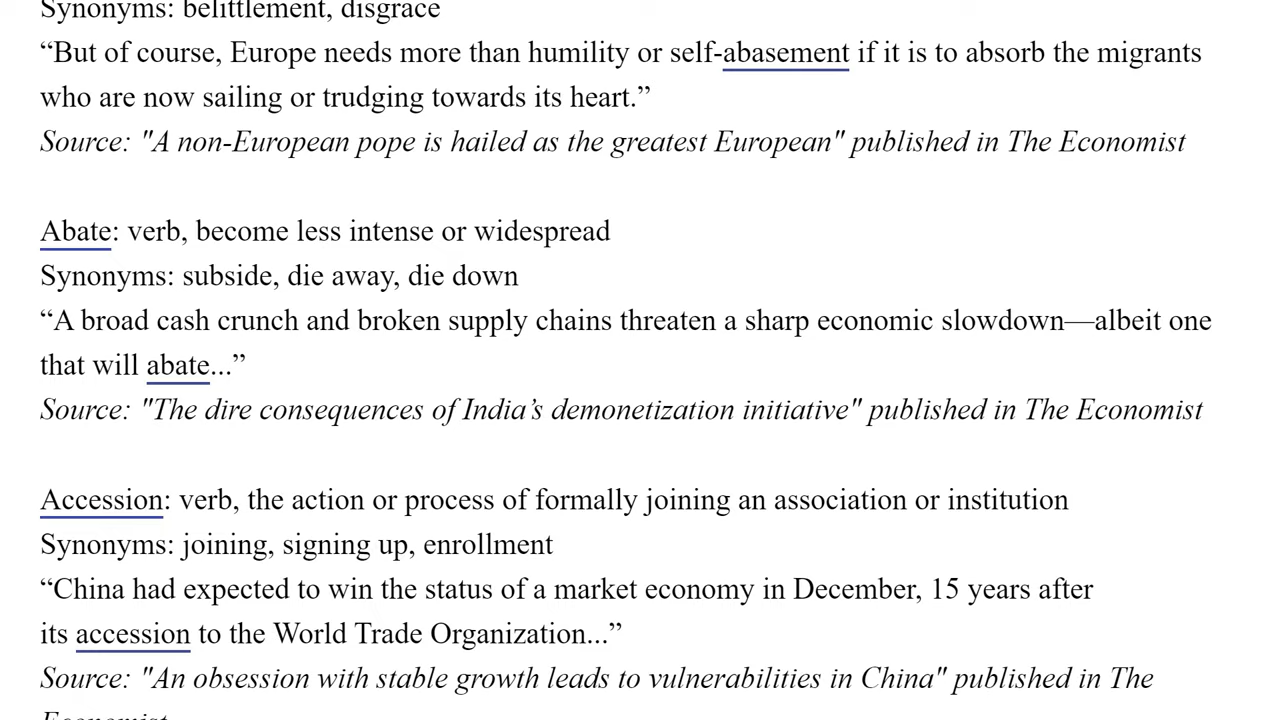 Synonyms: belittlement, disgrace
“But of course, Europe needs more than humility or self-abasement if it is to absorb the migrants
who are now sailing or trudging towards its heart.”
Source: "A non-European pope is hailed as the greatest European" published in The Economist
Abate: verb, become less intense or widespread
Synonyms: subside, die away, die down
“A broad cash crunch and broken supply chains threaten a sharp economic slowdown—albeit one
that will abate...”
Source: "The dire consequences of India’s demonetization initiative" published in The Economist
Accession: verb, the action or process of formally joining an association or institution
Synonyms: joining, signing up, enrollment
“China had expected to win the status of a market economy in December, 15 years after
its accession to the World Trade Organization...”
Source: "An obsession with stable growth leads to vulnerabilities in China" published in The
Economist